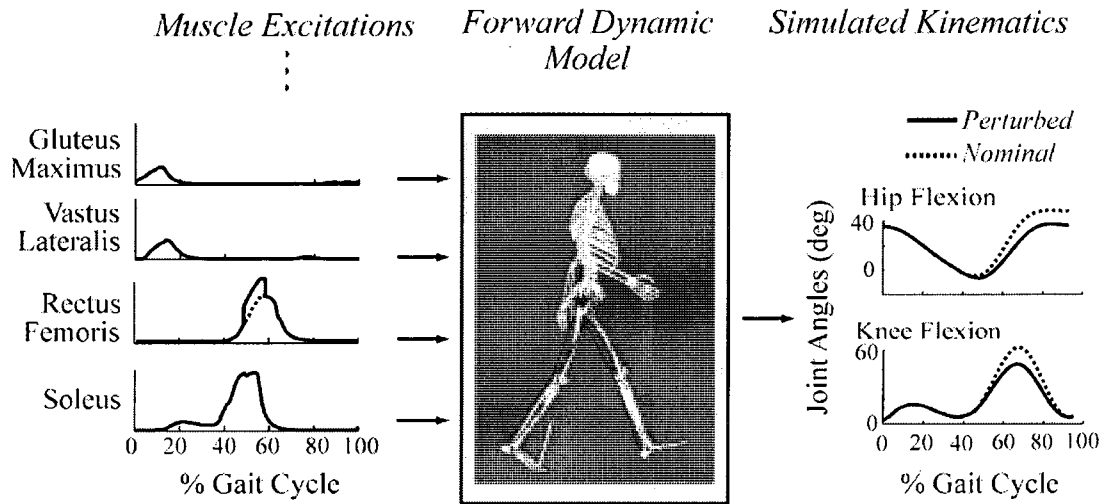 Muscle Excitations
Forward Dynamic
Model
Simulated Kinematics
Gluteus
Maximus
Vastus
Lateralis
Rectus
Femoris
Soleus
0 20 40 60 80 100
% Gait Cycle
Perturbed
Nominal
Joint Angles (deg)
Hip Flexion
40
0
Knee Flexion
60
0
0 20 40 60 80 100
% Gait Cycle